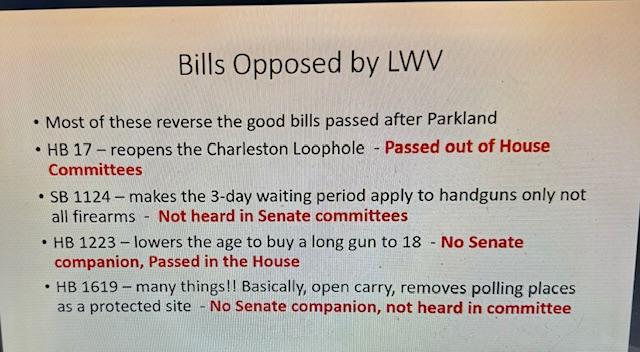 Bills Opposed by LWV
• Most of these reverse the good bills passed after Parkland
• HB 17 – reopens the Charleston Loophole - Passed out of House
Committees
• SB 1124 – makes the 3-day waiting period apply to handguns only not
all firearms - Not heard in Senate committees
• HB 1223 – lowers the age to buy a long gun to 18 - No Senate
companion, Passed in the House
• HB 1619 – many things!! Basically, open carry, removes polling places
as a protected site - No Senate companion, not heard in committee